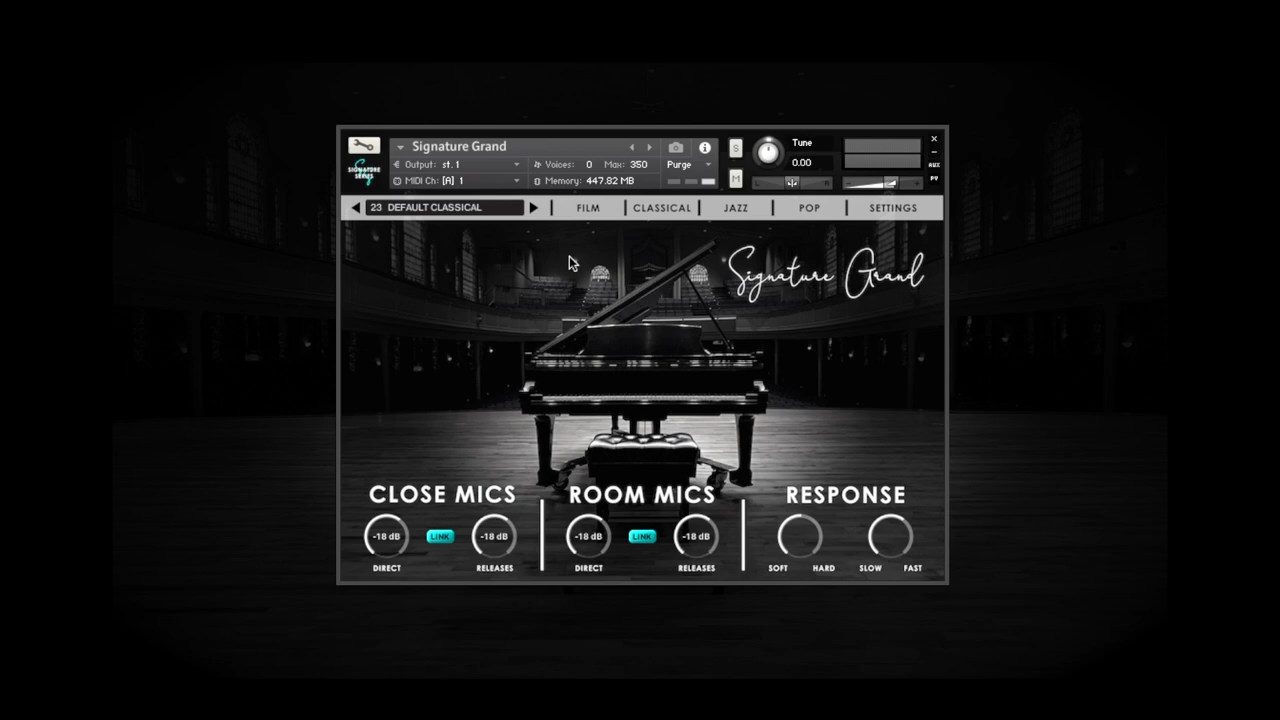 Signature Grand
S
Tune
Output: st. 1
Voices: 0 Max: 350
Purge
0.00
AUX
SIGNATURE
SERIES
MIDI Ch: [A] 1
Memory: 447.82 MB
M
L
R
PV
23 DEFAULT CLASSICAL
FILM
CLASSICAL
JAZZ
POP
SETTINGS
Signature Grand
CLOSE MICS
ROOM MICS
RESPONSE
-18 dB
LINK
-18 dB
-18 dB
LINK
-18 dB
DIRECT
RELEASES
DIRECT
RELEASES
SOFT
HARD
SLOW
FAST